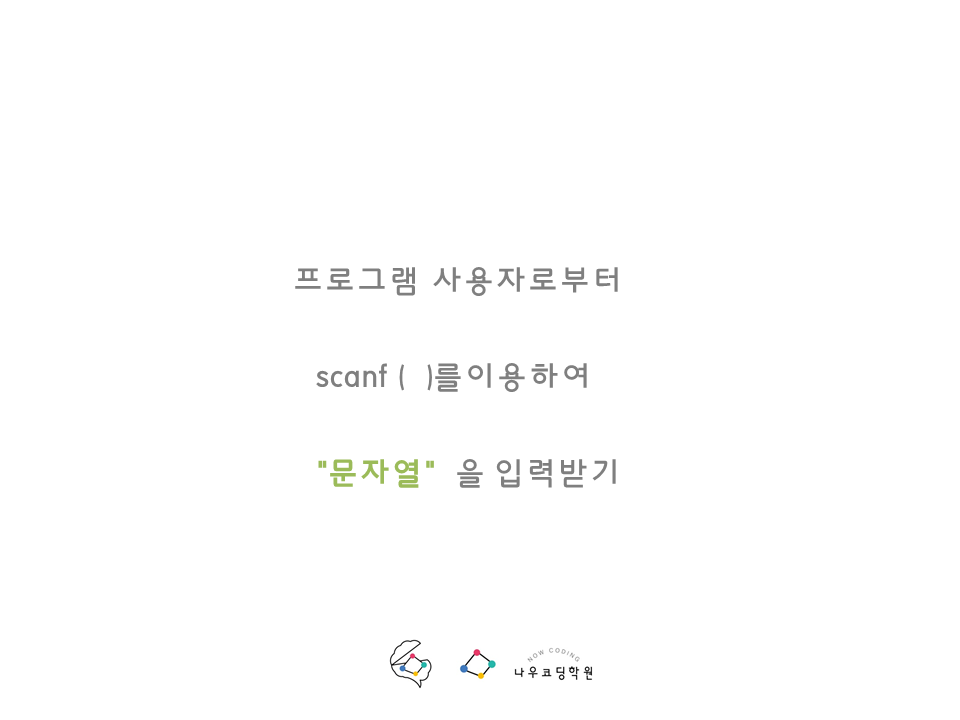 프로그램 사용자로부터
scanf ( )를이용하여
"문자열" 을 입력받기
NOW CODING
나우코딩학원